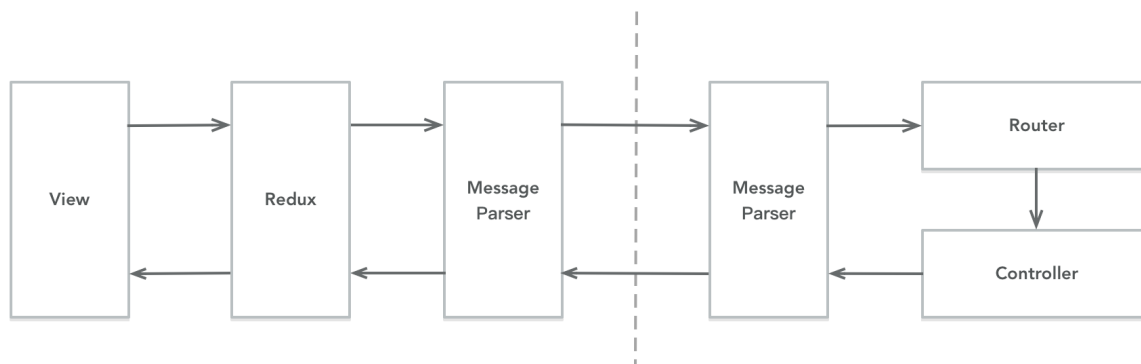 View
Redux
Message
Parser
Message
Parser
Router
Controller